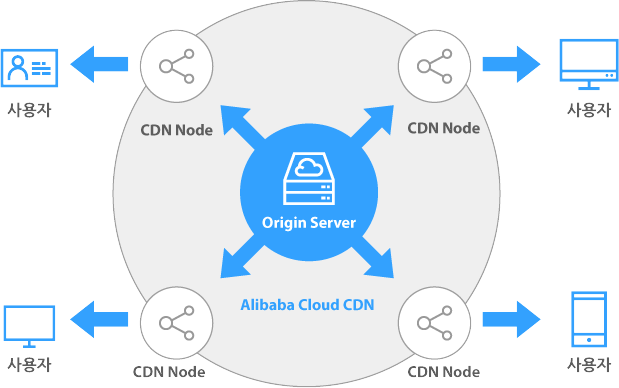 사용자
CDN Node
CDN Node
사용자
Origin Server
Alibaba Cloud CDN
사용자
CDN Node
CDN Node
사용자